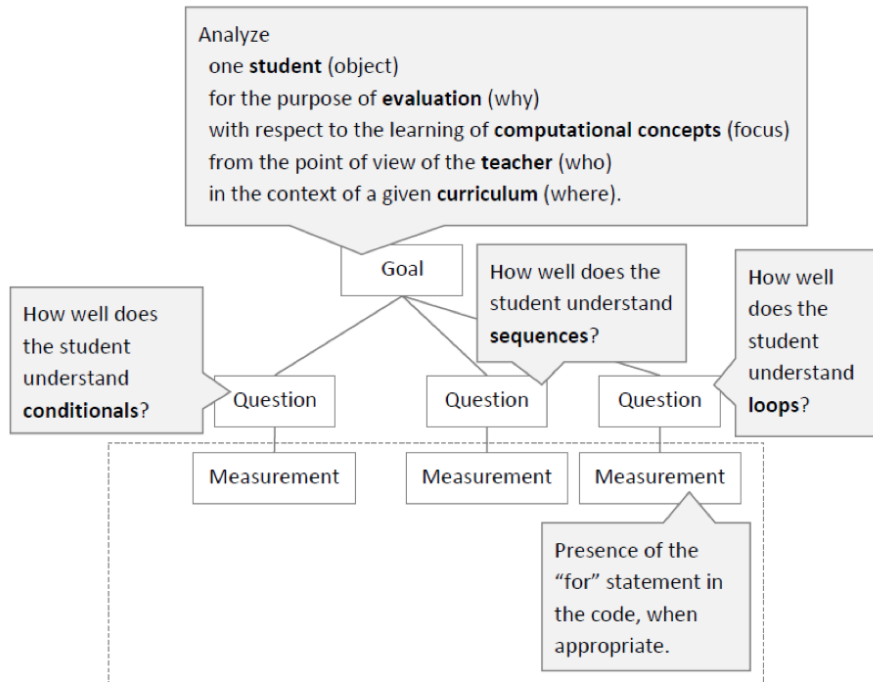 Analyze
one student (object)
for the purpose of evaluation (why)
with respect to the learning of computational concepts (focus)
from the point of view of the teacher (who)
in the context of a given curriculum (where).
Goal
How well does the
student understand
sequences?
How well
does the
student
understand
loops?
How well does
the student
understand
conditionals?
Question
Question
Question
Measurement
Measurement
Measurement
Presence of the
“for” statement in
the code, when
appropriate.